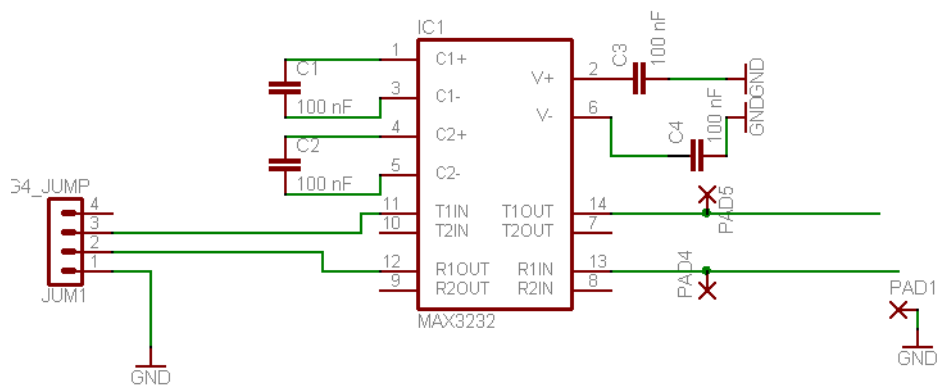 IC1
1
C1+
C1
100 nF
3
C1-
4
C2+
C2
100 nF
5
C2-
V+
2
C3
100 nF
GND
V-
6
C4
100 nF
GND
G4_JUMP
4
3
2
1
JUM1
GND
11
T1IN
T1OUT
14
PAD5
10
T2IN
T2OUT
7
12
R1OUT
R1IN
13
PAD4
9
R2OUT
R2IN
8
MAX3232
PAD1
GND